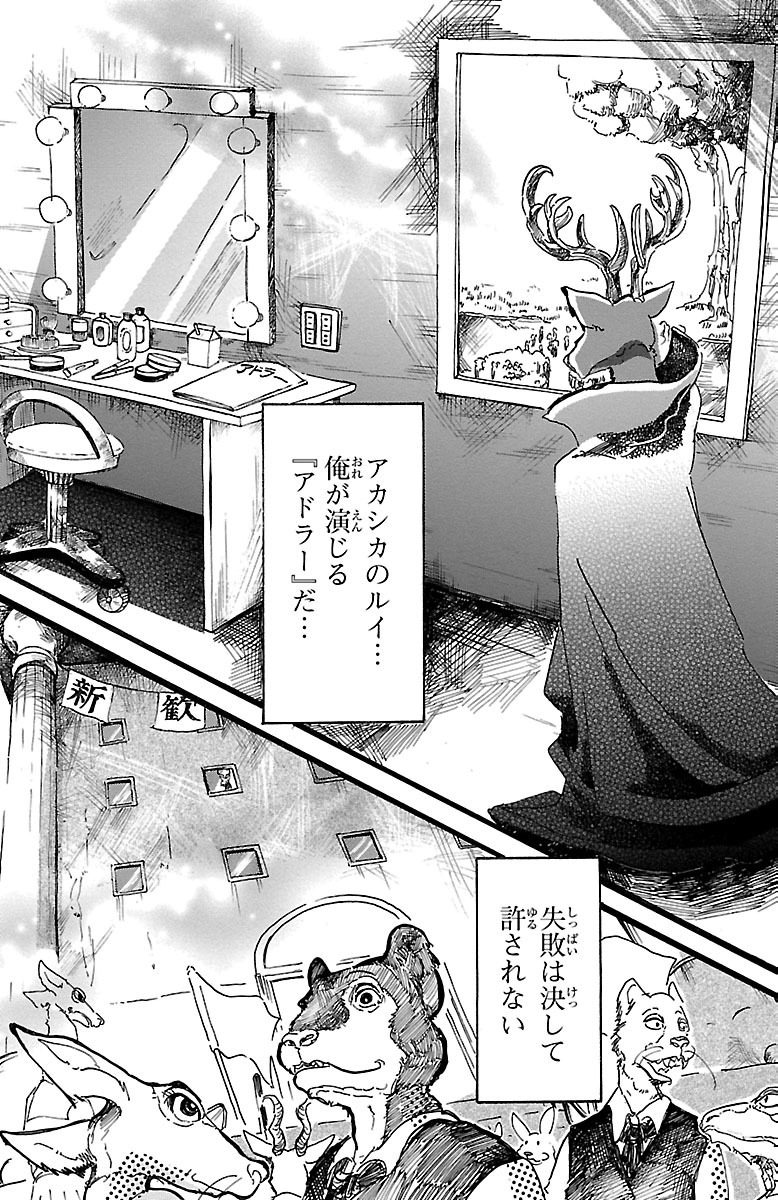 アドラ
アカシカのルイ…
俺が演じる
『アドラー』だ…
新歓
失敗は決して
許されない